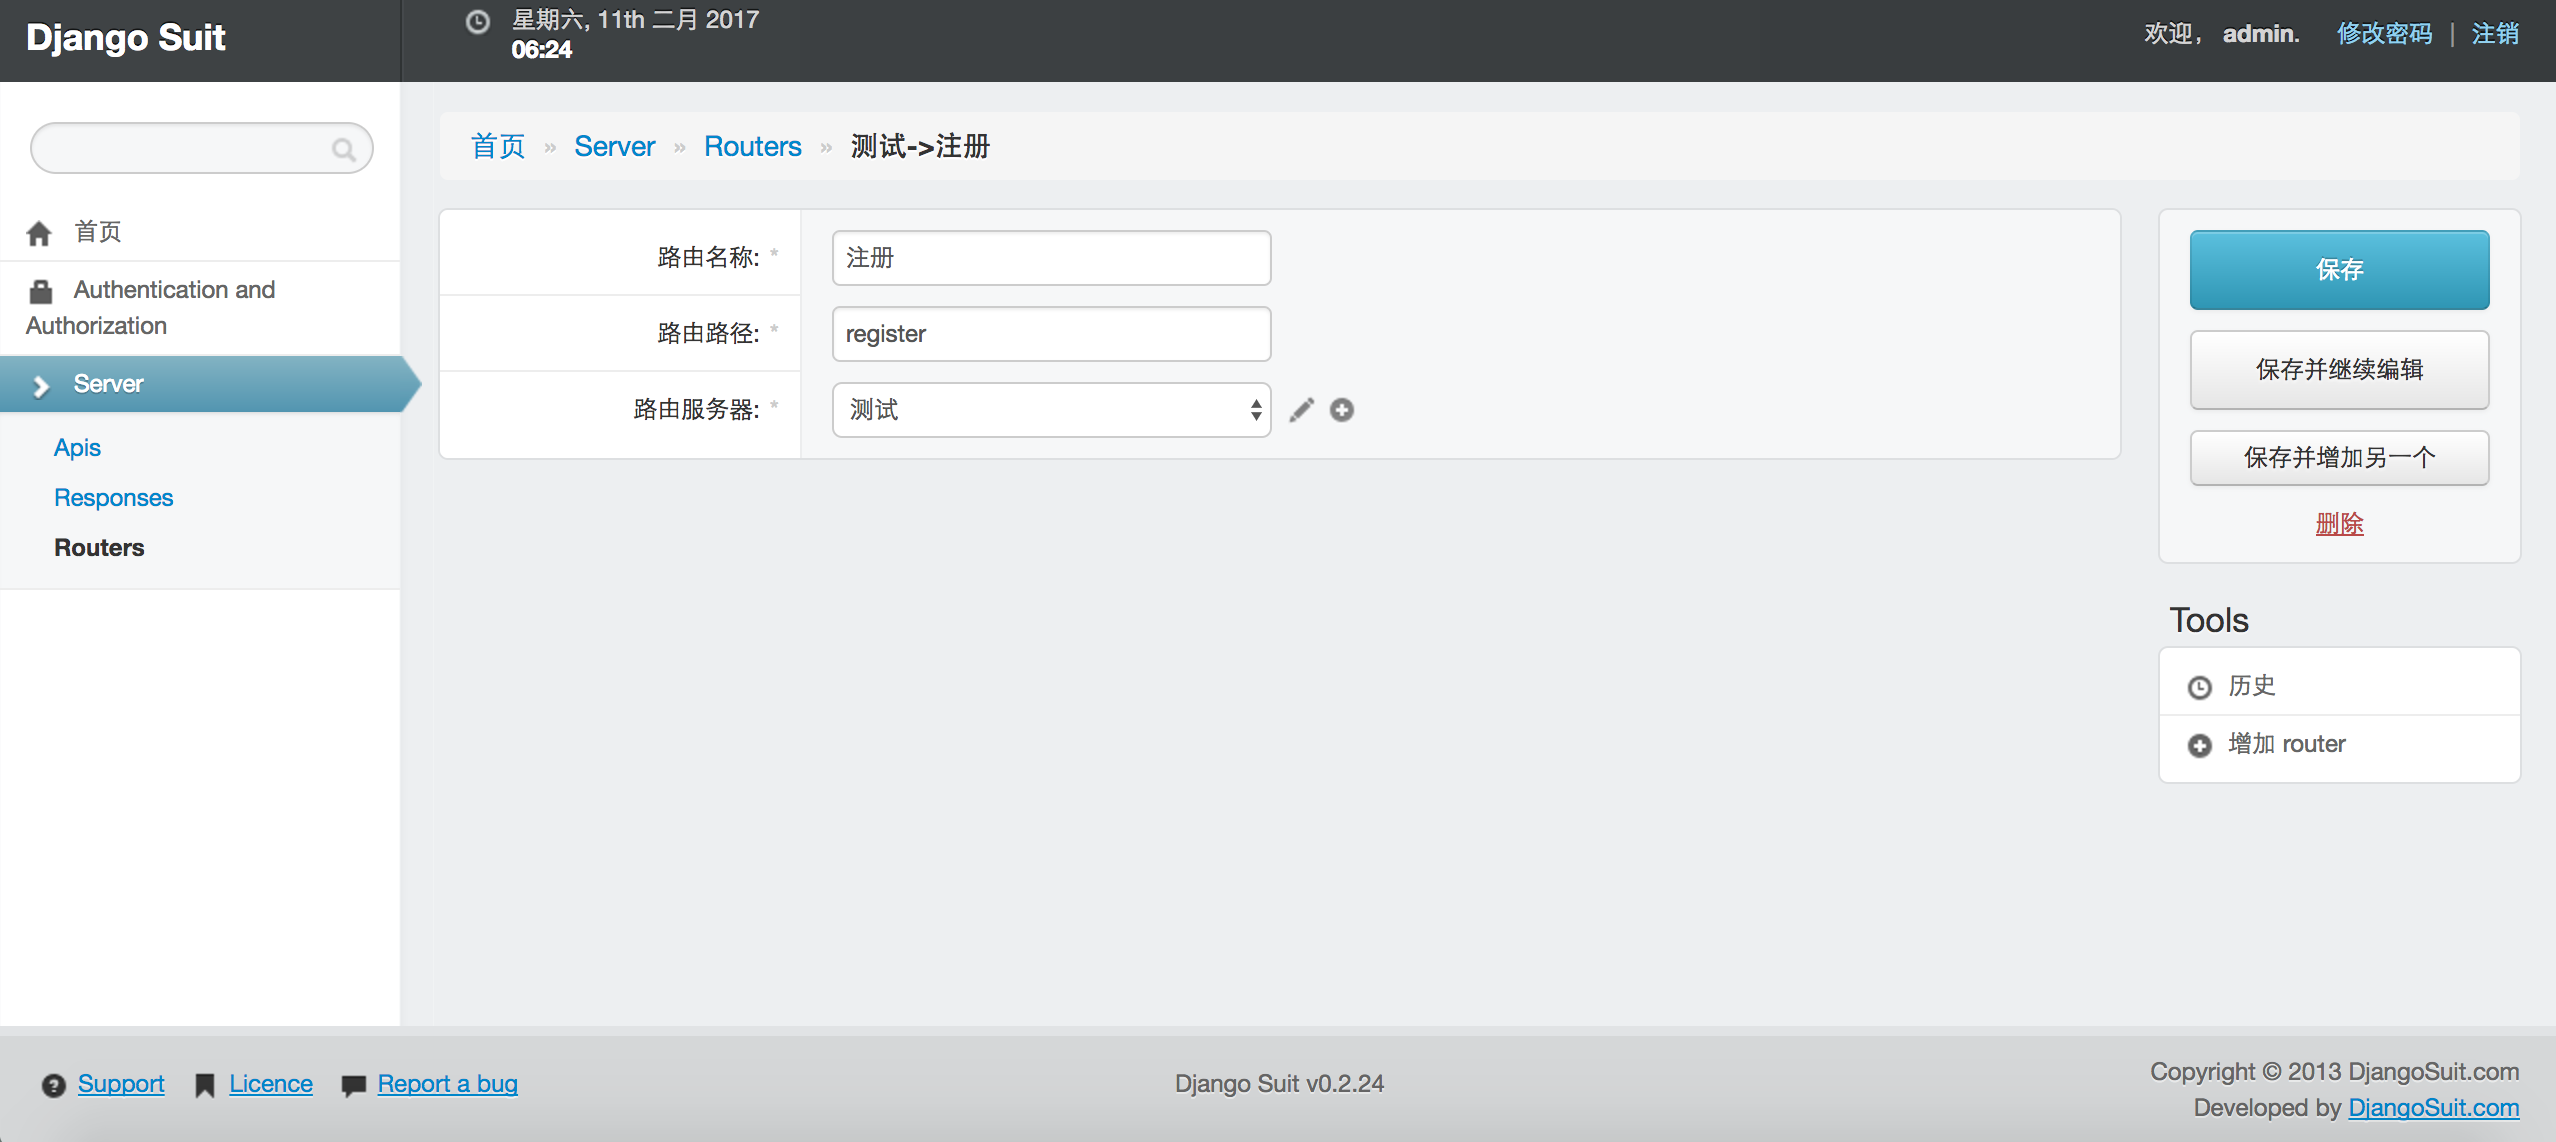 Django Suit
星期六, 11th 二月 2017
06:24
欢迎， admin. 修改密码 | 注销
首页 » Server » Routers » 测试->注册
首页
Authentication and
Authorization
Server
Apis
Responses
Routers
路由名称: *
注册
路由路径: *
register
路由服务器: *
测试
保存
保存并继续编辑
保存并增加另一个
删除
Tools
历史
增加 router
Support
Licence
Report a bug
Django Suit v0.2.24
Copyright © 2013 DjangoSuit.com
Developed by DjangoSuit.com